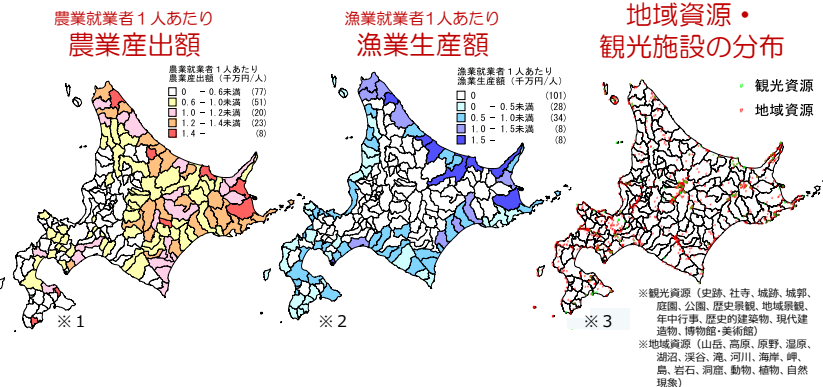 農業就業者１人あたり
農業産出額
農業就業者１人あたり
農業産出額（千万円/人）
0 - 0.6未満 (77)
0.6 - 1.0未満 (51)
1.0 - 1.2未満 (20)
1.2 - 1.4未満 (23)
1.4 - (8)
※１
漁業就業者１人あたり
漁業生産額
漁業就業者１人あたり
漁業生産額（千万円/人）
0 (101)
0 - 0.5未満 (28)
0.5 - 1.0未満 (34)
1.0 - 1.5未満 (8)
1.5 - (8)
※２
地域資源・
観光施設の分布
観光資源
地域資源
※３
※観光資源（史跡、社寺、城跡、城郭、
庭園、公園、歴史景観、地域景観、
年中行事、歴史的建築物、現代建
造物、博物館・美術館）
※地域資源（山岳、高原、原野、湿原、
湖沼、渓谷、滝、河川、海岸、岬、
島、岩石、洞窟、動物、植物、自然
現象）